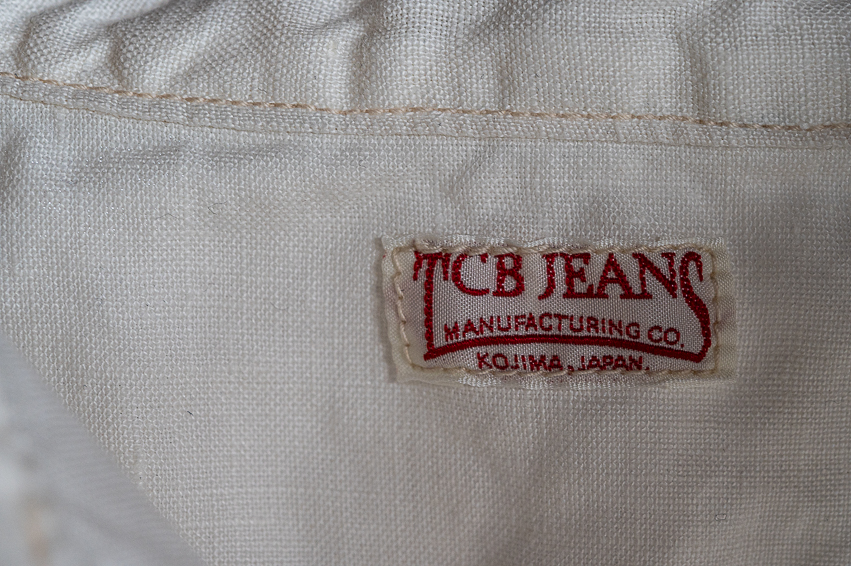 TCB JEANS
MANUFACTURING CO.
KOJIMA, JAPAN.